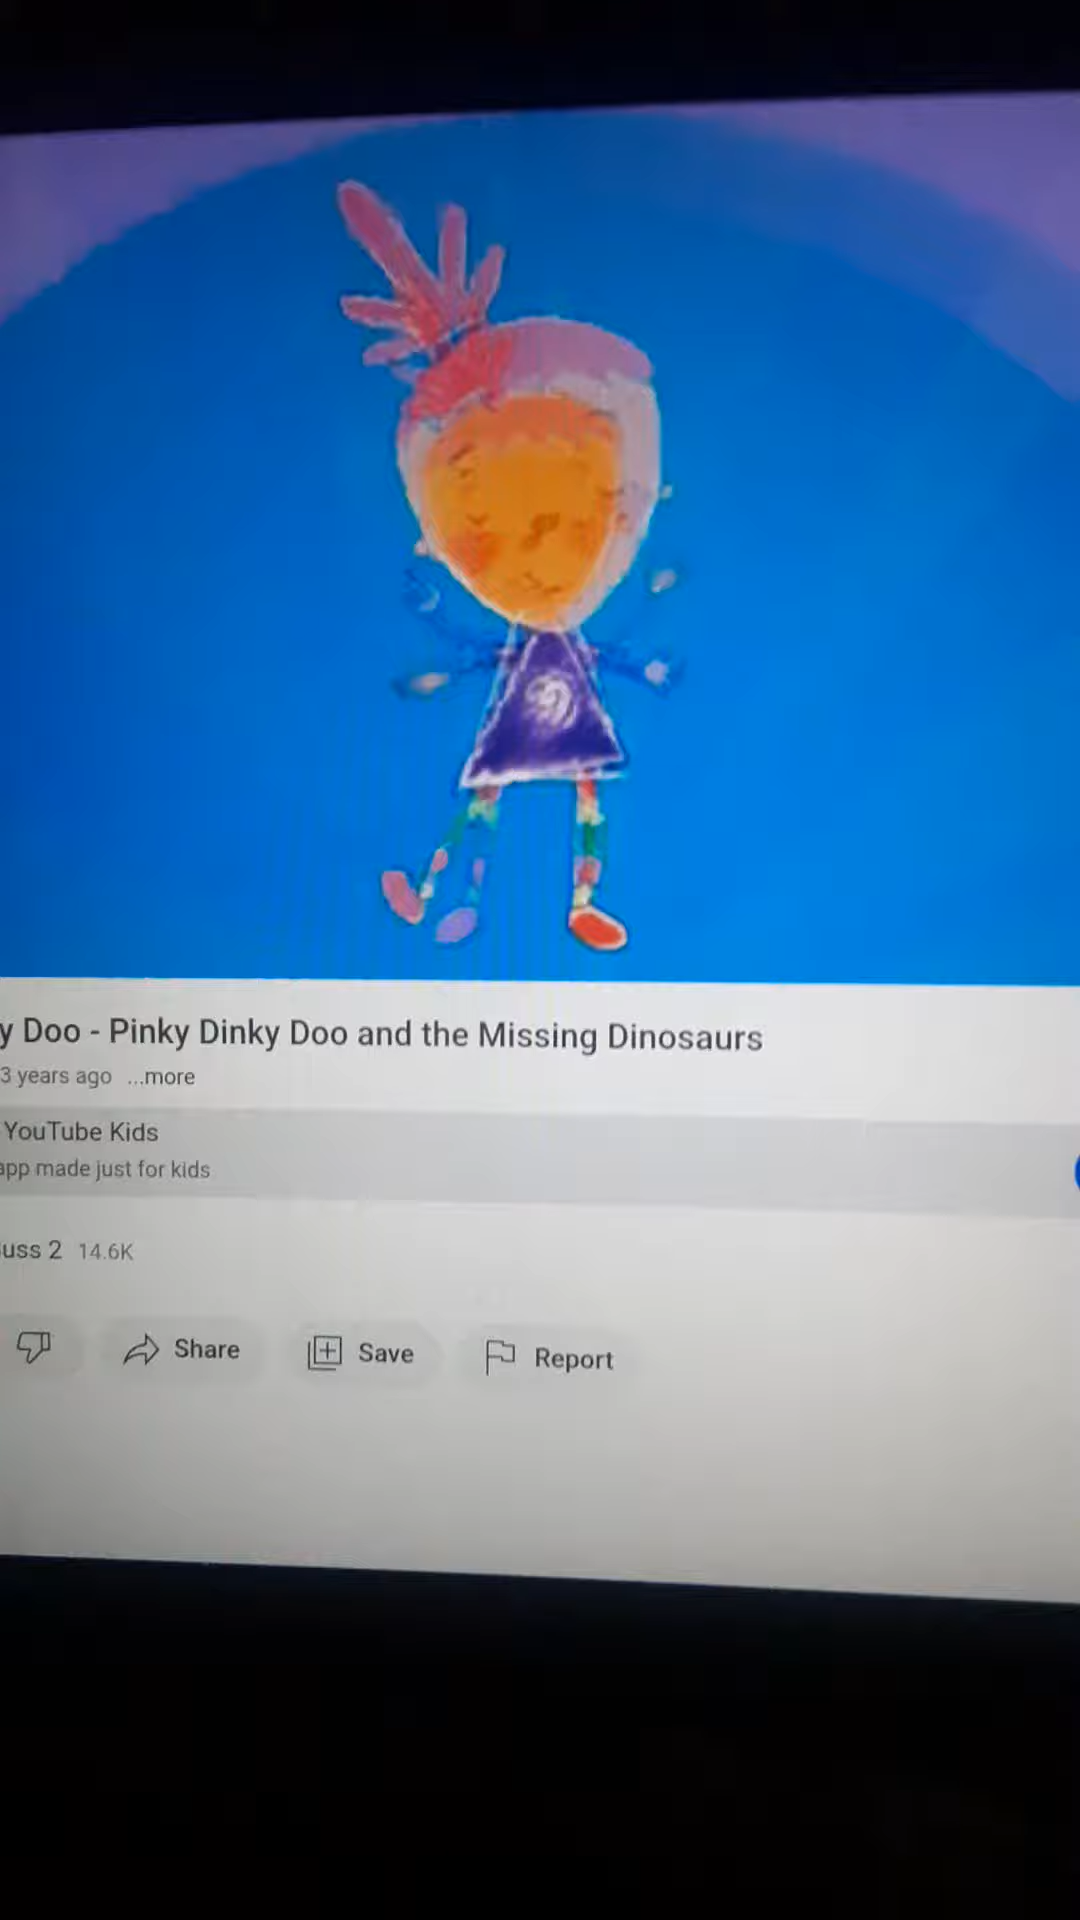 y Doo - Pinky Dinky Doo and the Missing Dinosaurs
3 years ago ...more
YouTube Kids
app made just for kids
uss 2 14.6K
Share Save Report